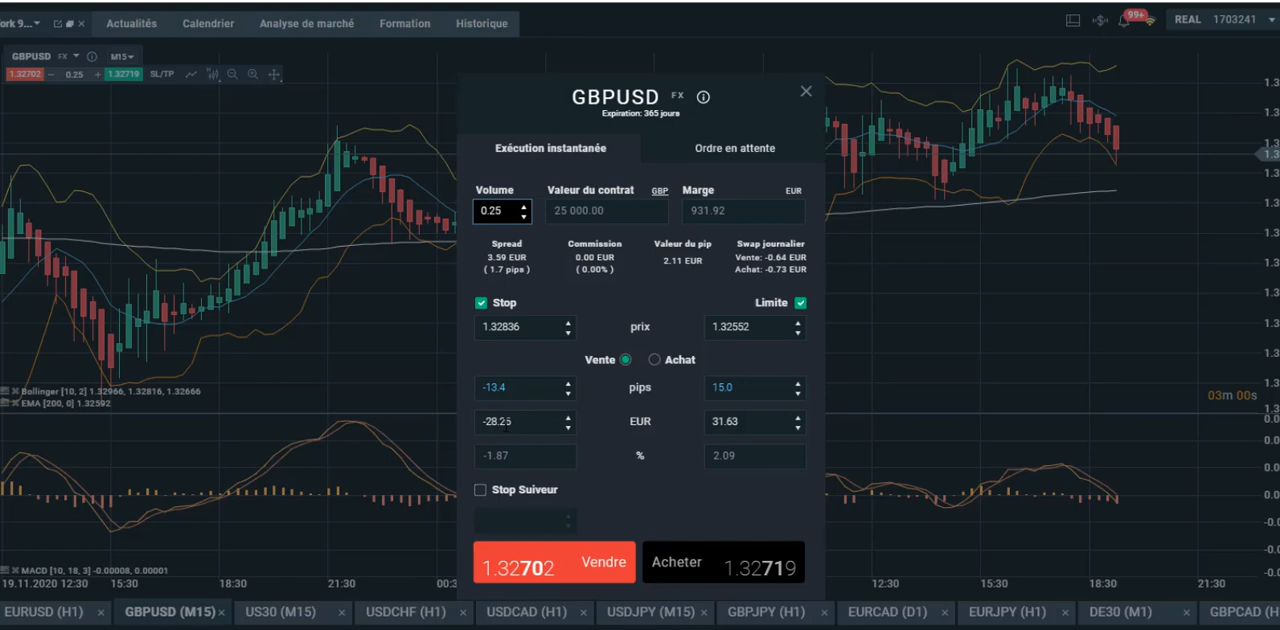 ork 9...
Actualités
Calendrier
Analyse de marché
Formation
Historique
99+
REAL 1703241
GBPUSD FX M15
1.32702 0.25 1.32719 SL/TP
GBPUSD FX
Expiration: 365 jours
Exécution instantanée
Ordre en attente
Volume
Valeur du contrat GBP
Marge EUR
0.25
25 000.00
931.92
Spread
3.59 EUR
( 1.7 pips )
Commission
0.00 EUR
( 0.00% )
Valeur du pip
2.11 EUR
Swap journalier
Vente: -0.64 EUR
Achat: -0.73 EUR
Stop
Limite
1.32836 prix 1.32552
Vente Achat
-13.4 pips 15.0
-28.26 EUR 31.63
-1.87 % 2.09
Stop Suiveur
1.32702 Vendre
Acheter 1.32719
Bollinger [10, 2] 1.32966, 1.32816, 1.32666
EMA [200, 0] 1.32592
03m 00s
MACD [10, 18, 3] -0.00008, 0.00001
19.11.2020 12:30 15:30 18:30 21:30 00:3 12:30 15:30 18:30 21:30
EURUSD (H1) GBPUSD (M15) US30 (M15) USDCHF (H1) USDCAD (H1) USDJPY (M15) GBPJPY (H1) EURCAD (D1) EURJPY (H1) DE30 (M1) GBPCAD (H